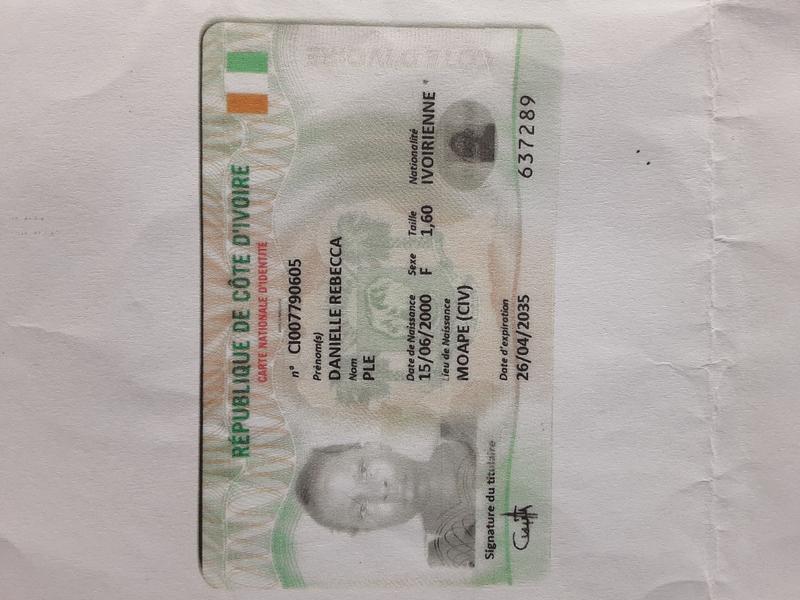 CÔTE D'IVOIRE
RÉPUBLIQUE DE CÔTE D'IVOIRE
CARTE NATIONALE D'IDENTITÉ
n° CI007790605
Prénom(s)
DANIELLE REBECCA
Nom
PLE
Date de Naissance Sexe Taille Nationalité
15/06/2000 F 1,60 IVOIRIENNE
Lieu de Naissance
MOAPE (CIV)
Date d'expiration
26/04/2035
637289
Signature du titulaire